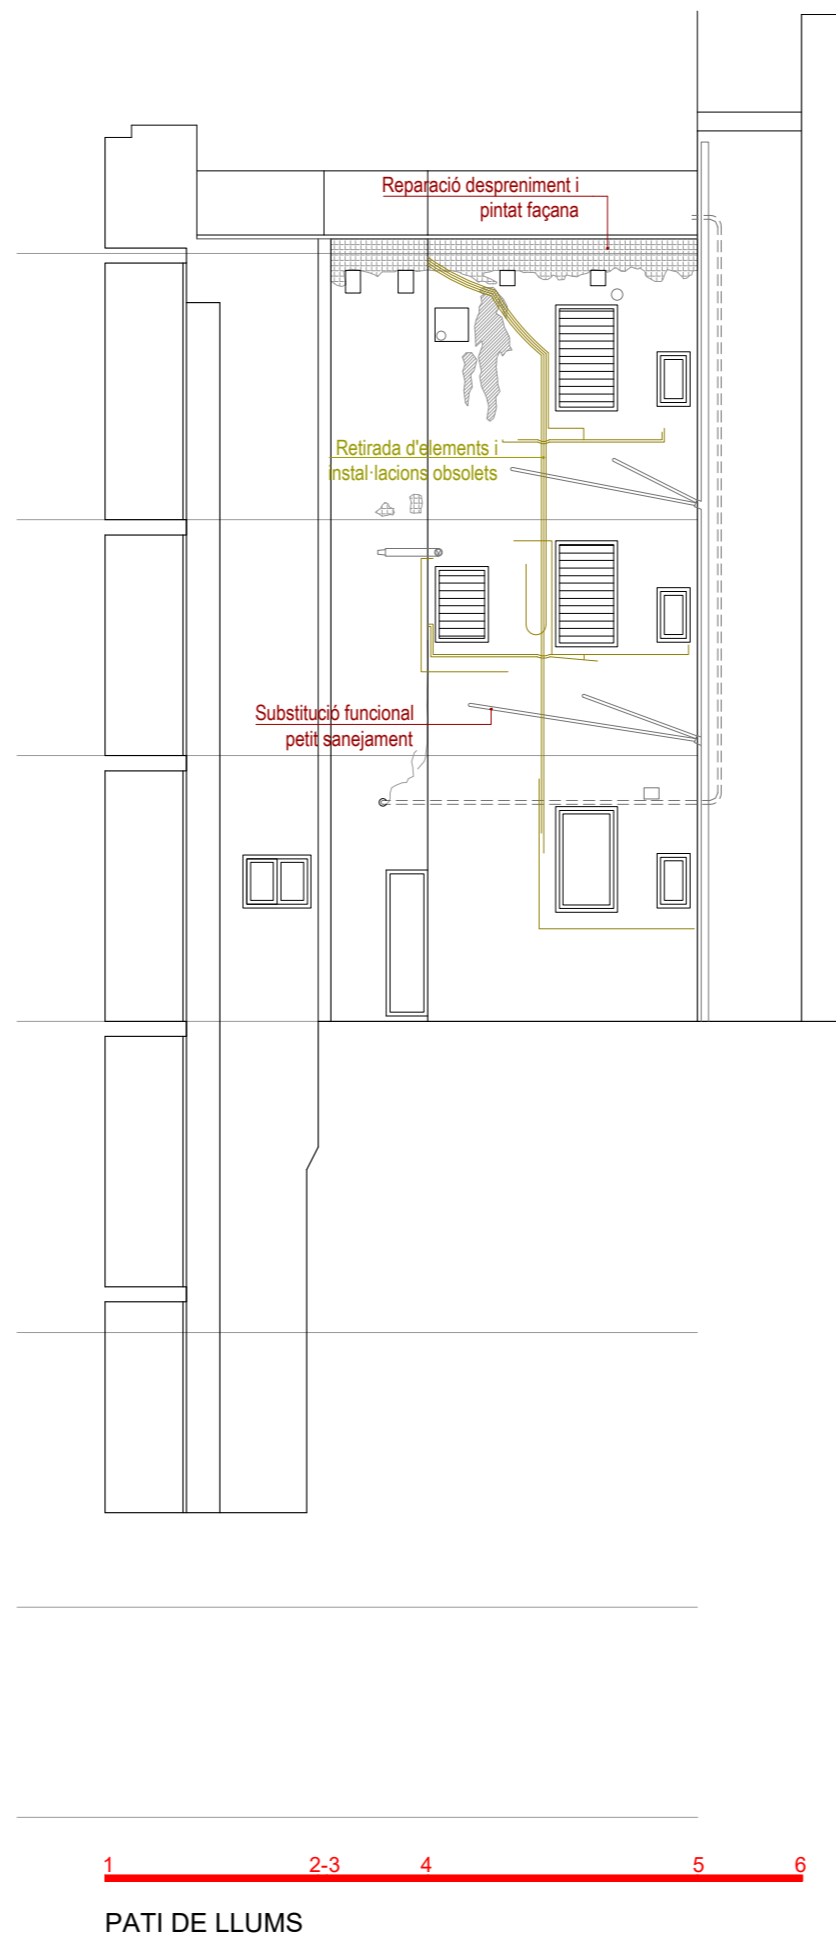 Reparació despreniment i
pintat façana
Retirada d'elements i
instal·lacions obsolets
Substitució funcional
petit sanejament
1 2-3 4 5 6
PATI DE LLUMS